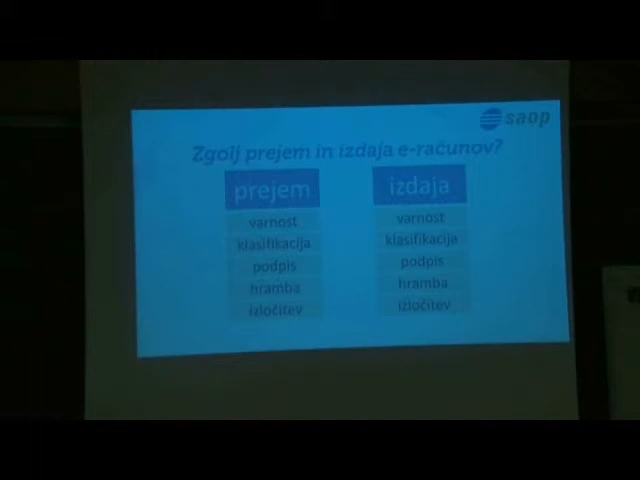 saop
Zgolj prejem in izdaja e-računov?
prejem
varnost
klasifikacija
podpis
hramba
izločitev
izdaja
varnost
klasifikacija
podpis
hramba
izločitev